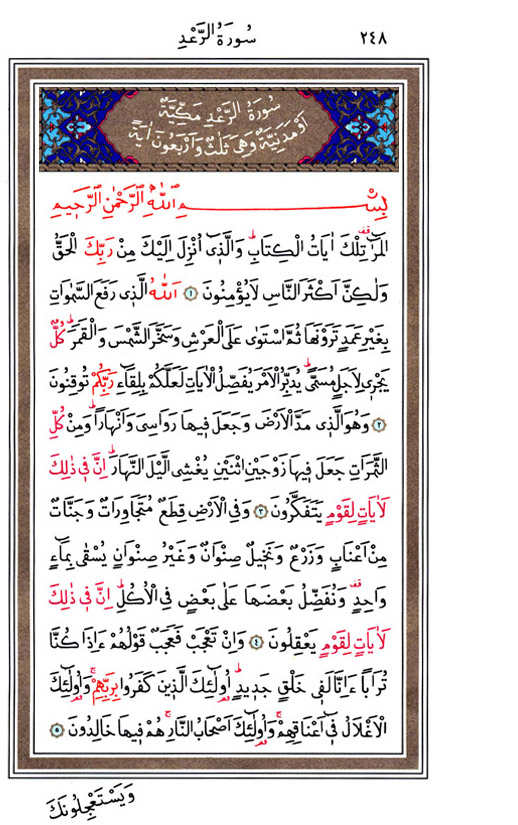 ٢٤٨ سُورَةُ الرَّعْدِ
سُورَةُ الرَّعْدِ مَكِّيَّةٌ
اَوْ مَدَنِيَّةٌ وَهِىَ ثَلٰثٌ وَاَرْبَعُونَ اٰيَةً
بِسْمِ اللّٰهِ الرَّحْمٰنِ الرَّحِيمِ
الٓمٓرٰ تِلْكَ اٰيَاتُ الْكِتَابِۜ وَالَّذٖٓى اُنْزِلَ اِلَيْكَ مِنْ رَبِّكَ الْحَقُّ
وَلٰكِنَّ اَكْثَرَ النَّاسِ لَا يُؤْمِنُونَ ﴿١﴾ اَللّٰهُ الَّذٖى رَفَعَ السَّمٰوَاتِ
بِغَيْرِ عَمَدٍ تَرَوْنَهَا ثُمَّ اسْتَوٰى عَلَى الْعَرْشِ وَسَخَّرَ الشَّمْسَ وَالْقَمَرَۜ كُلٌّ
يَجْرٖى لِاَجَلٍ مُسَمًّىۜ يُدَبِّرُ الْاَمْرَ يُفَصِّلُ الْاٰيَاتِ لَعَلَّكُمْ بِلِقَٓاءِ رَبِّكُمْ تُوقِنُونَ
﴿٢﴾ وَهُوَ الَّذٖى مَدَّ الْاَرْضَ وَجَعَلَ فٖيهَا رَوَاسِىَ وَاَنْهَارًاۜ وَمِنْ كُلِّ
الثَّمَرَاتِ جَعَلَ فٖيهَا زَوْجَيْنِ اثْنَيْنِ يُغْشِى الَّيْلَ النَّهَارَۜ اِنَّ فٖى ذٰلِكَ
لَاٰيَاتٍ لِقَوْمٍ يَتَفَكَّرُونَ ﴿٣﴾ وَفِى الْاَرْضِ قِطَعٌ مُتَجَاوِرَاتٌ وَجَنَّاتٌ
مِنْ اَعْنَابٍ وَزَرْعٌ وَنَخٖيلٌ صِنْوَانٌ وَغَيْرُ صِنْوَانٍ يُسْقٰى بِمَٓاءٍ
وَاحِدٍ وَنُفَضِّلُ بَعْضَهَا عَلٰى بَعْضٍ فِى الْاُكُلِۜ اِنَّ فٖى ذٰلِكَ
لَاٰيَاتٍ لِقَوْمٍ يَعْقِلُونَ ﴿٤﴾ وَاِنْ تَعْجَبْ فَعَجَبٌ قَوْلُهُمْ ءَاِذَا كُنَّا
تُرَابًا ءَاِنَّا لَفٖى خَلْقٍ جَدٖيدٍۜ اُولٰٓئِكَ الَّذٖينَ كَفَرُوا بِرَبِّهِمْۚ وَاُولٰٓئِكَ
الْاَغْلَالُ فٖٓى اَعْنَاقِهِمْۚ وَاُولٰٓئِكَ اَصْحَابُ النَّارِۚ هُمْ فٖيهَا خَالِدُونَ ﴿٥﴾
وَيَسْتَعْجِلُونَكَ